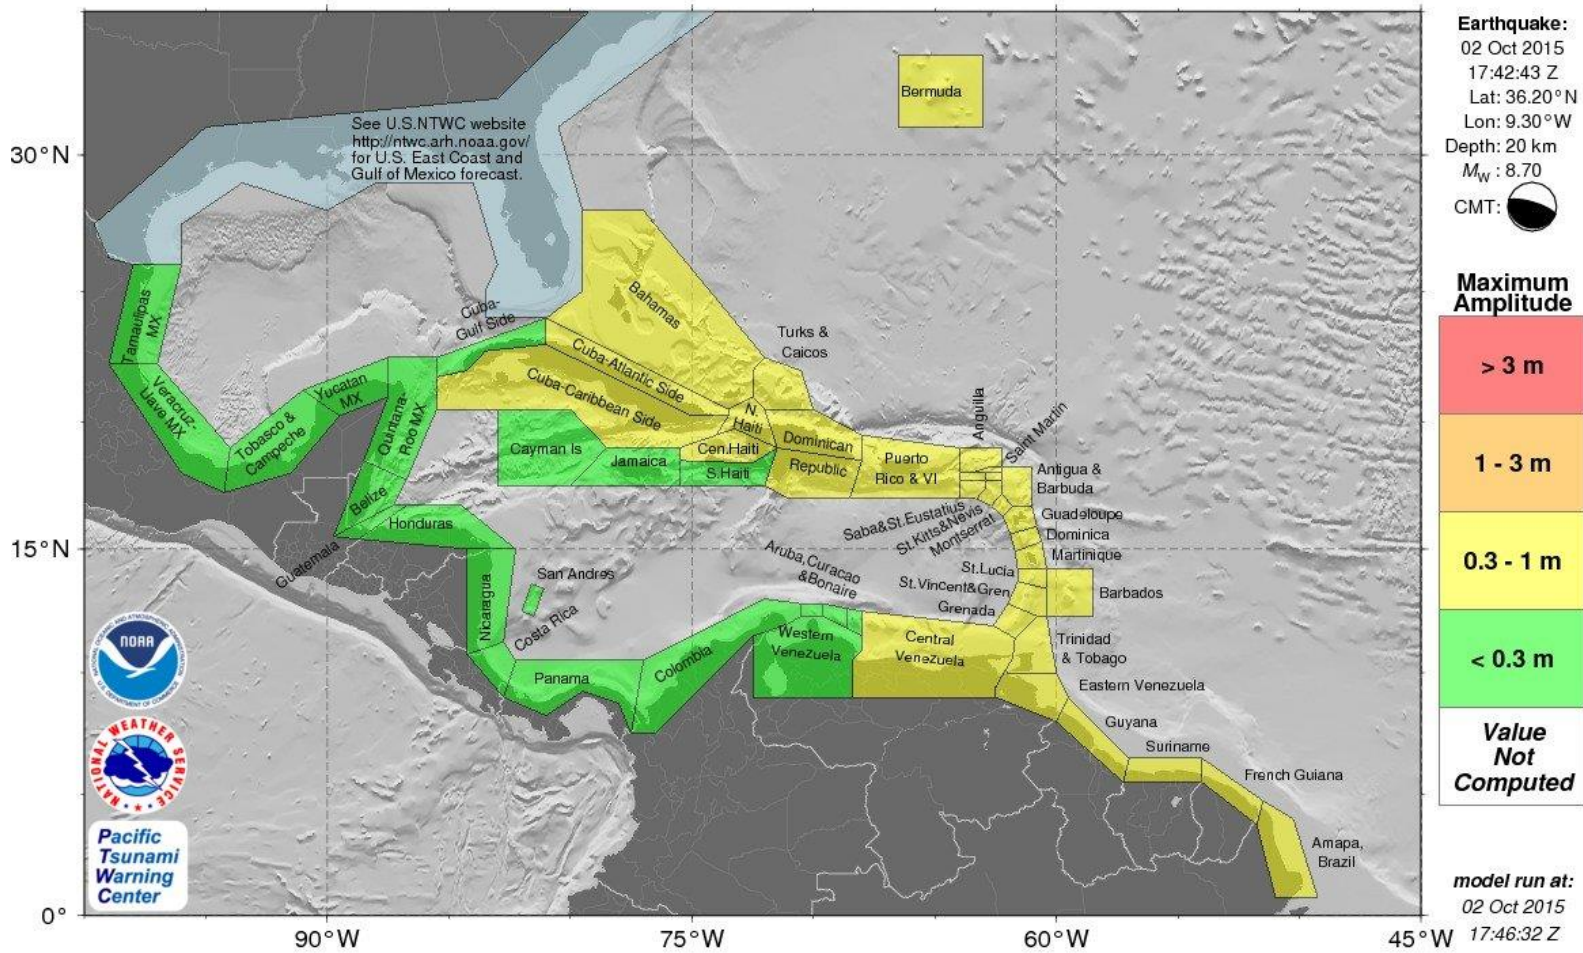 See U.S.NTWC website
http://ntwc.arh.noaa.gov/
for U.S. East Coast and
Gulf of Mexico forecast.
Bermuda
Tamaulipas
MX
Veracruz-
Llave MX
Tobasco &
Campeche
Yucatan
MX
Quintana-
Roo MX
Belize
Cuba-
Gulf Side
Bahamas
Cuba-Atlantic Side
Cuba-Caribbean Side
Turks &
Caicos
Cayman Is
Jamaica
N.
Haiti
Cen.Haiti
S.Haiti
Dominican
Republic
Puerto
Rico & VI
Anguilla
Saint Martin
Antigua &
Barbuda
Saba&St.Eustatius
St.Kitts&Nevis
Montserrat
Guadeloupe
Dominica
Martinique
St.Lucia
St.Vincent&Gren
Grenada
Barbados
Aruba,Curacao
&Bonaire
Honduras
Guatemala
Nicaragua
San Andres
Costa Rica
Panama
Colombia
Western
Venezuela
Central
Venezuela
Trinidad
& Tobago
Eastern Venezuela
Guyana
Suriname
French Guiana
Amapa,
Brazil
30°N
15°N
0°
90°W
75°W
60°W
45°W
NATIONAL OCEANIC AND ATMOSPHERIC ADMINISTRATION
NOAA
U.S. DEPARTMENT OF COMMERCE
NATIONAL WEATHER SERVICE
Pacific
Tsunami
Warning
Center
Earthquake:
02 Oct 2015
17:42:43 Z
Lat: 36.20°N
Lon: 9.30°W
Depth: 20 km
MW : 8.70
CMT:
Maximum
Amplitude
> 3 m
1 - 3 m
0.3 - 1 m
< 0.3 m
Value
Not
Computed
model run at:
02 Oct 2015
17:46:32 Z